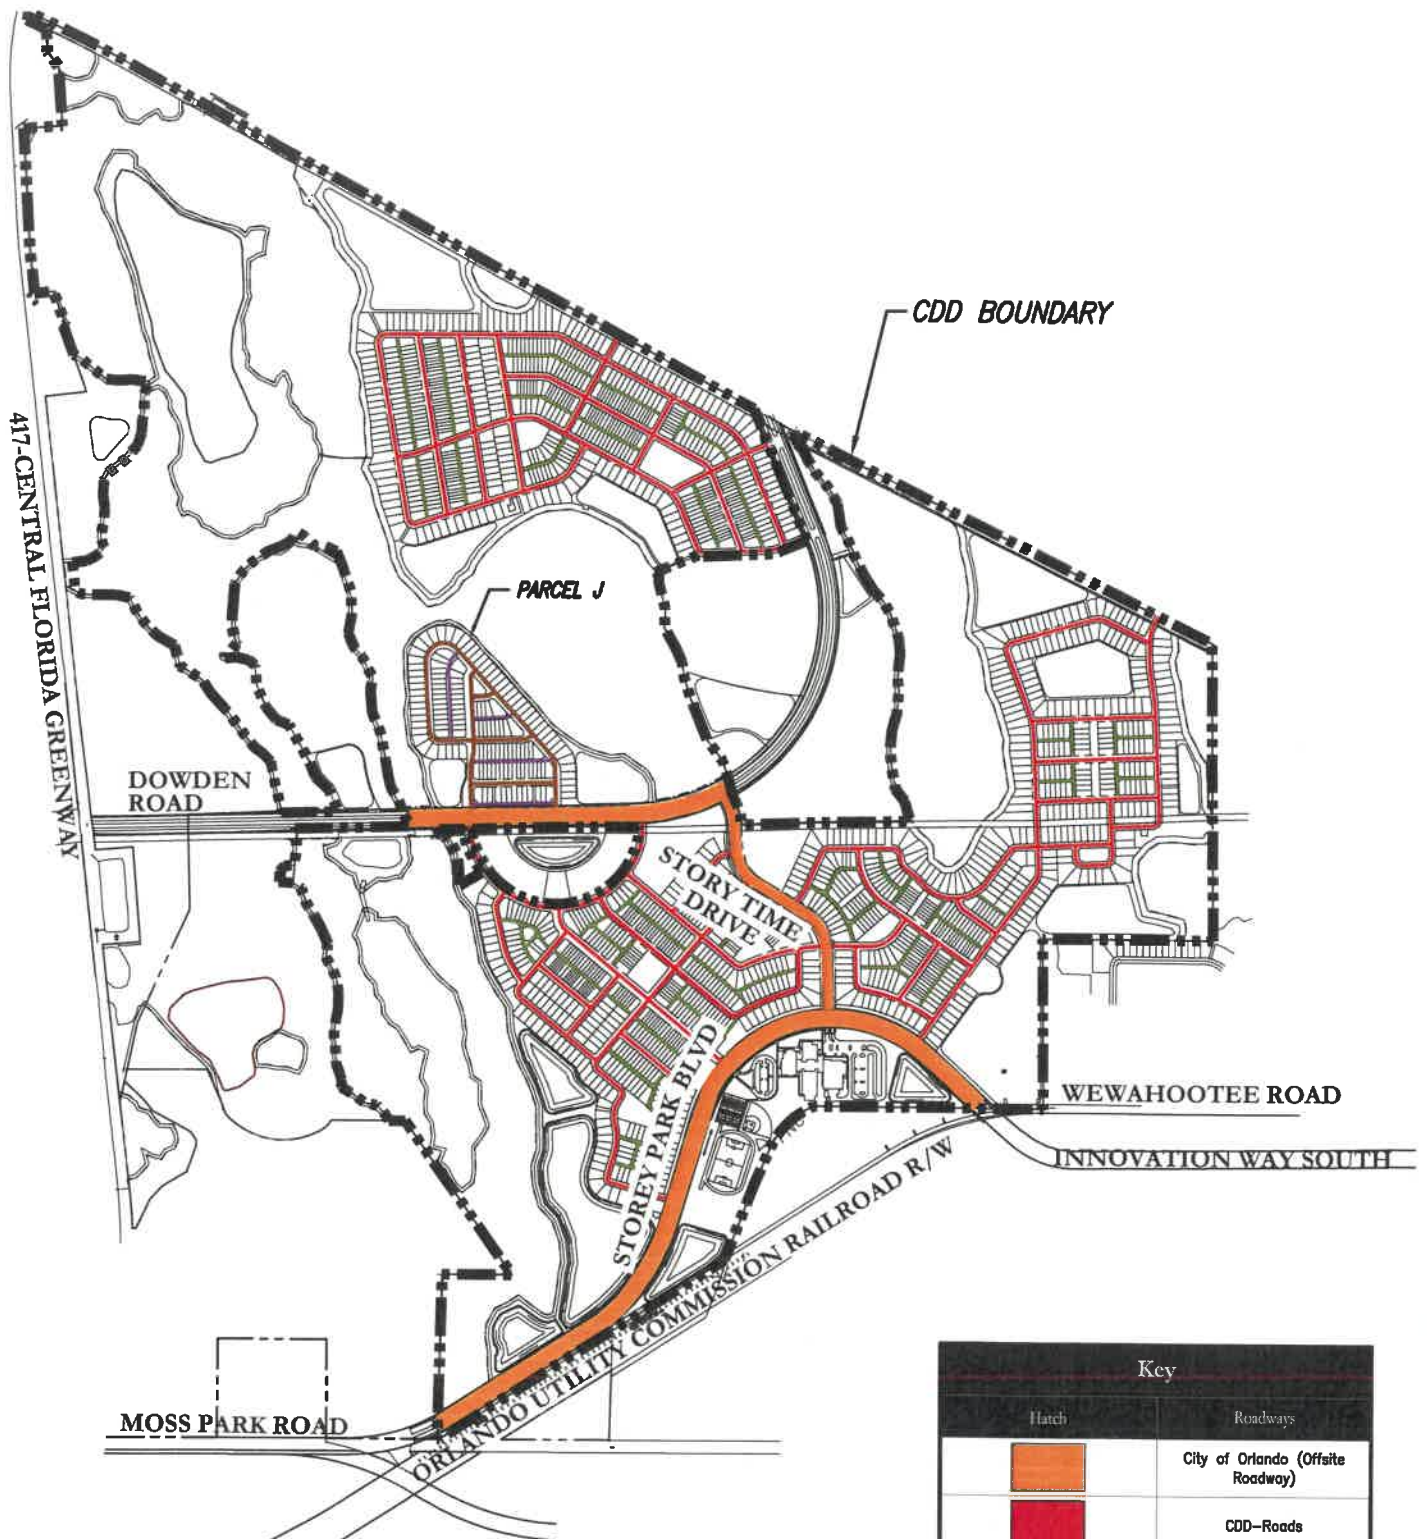 CDD BOUNDARY
417-CENTRAL FLORIDA GREENWAY
PARCEL J
DOWDEN
ROAD
STORY TIME
DRIVE
STOREY PARK BLVD
WEWAHOOTEE ROAD
INNOVATION WAY SOUTH
ORLANDO UTILITY COMMISSION RAILROAD R/W
MOSS PARK ROAD
Key
Hatch
Roadways
City of Orlando (Offsite
Roadway)
CDD-Roads